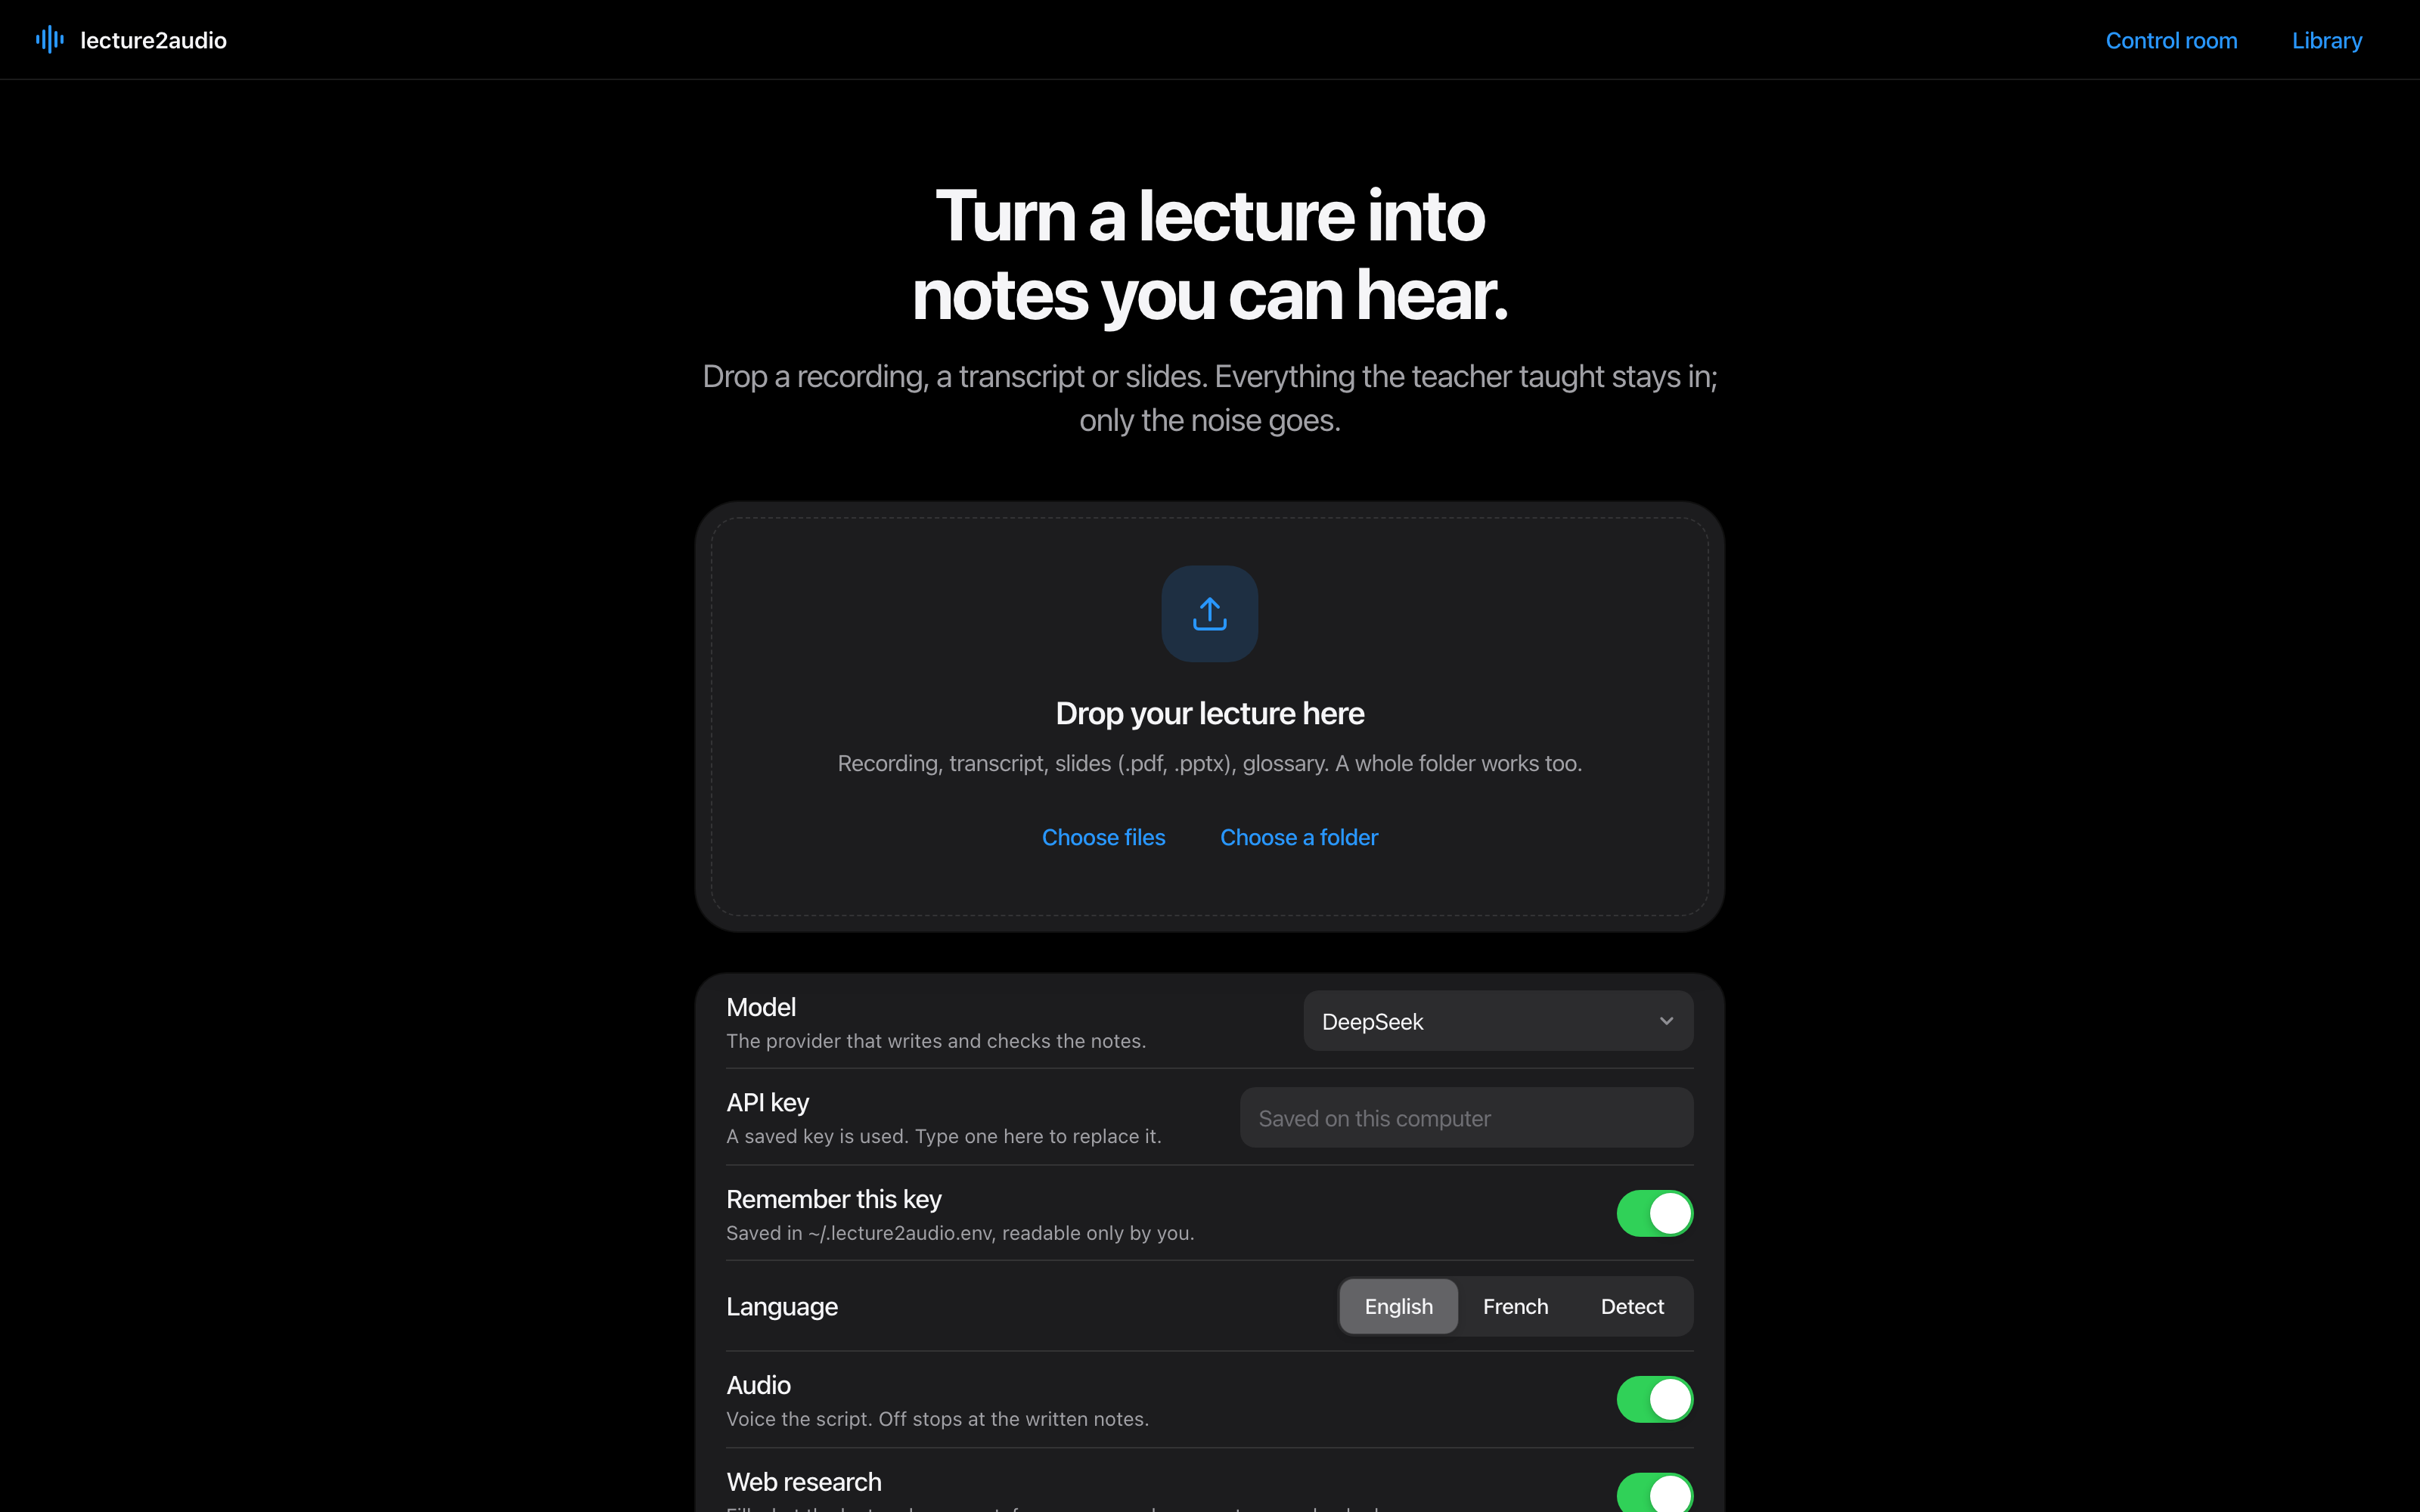 lecture2audio
Control room
Library
Turn a lecture into
notes you can hear.
Drop a recording, a transcript or slides. Everything the teacher taught stays in;
only the noise goes.
Drop your lecture here
Recording, transcript, slides (.pdf, .pptx), glossary. A whole folder works too.
Choose files
Choose a folder
Model
The provider that writes and checks the notes.
DeepSeek
API key
A saved key is used. Type one here to replace it.
Saved on this computer
Remember this key
Saved in ~/.lecture2audio.env, readable only by you.
Language
English
French
Detect
Audio
Voice the script. Off stops at the written notes.
Web research